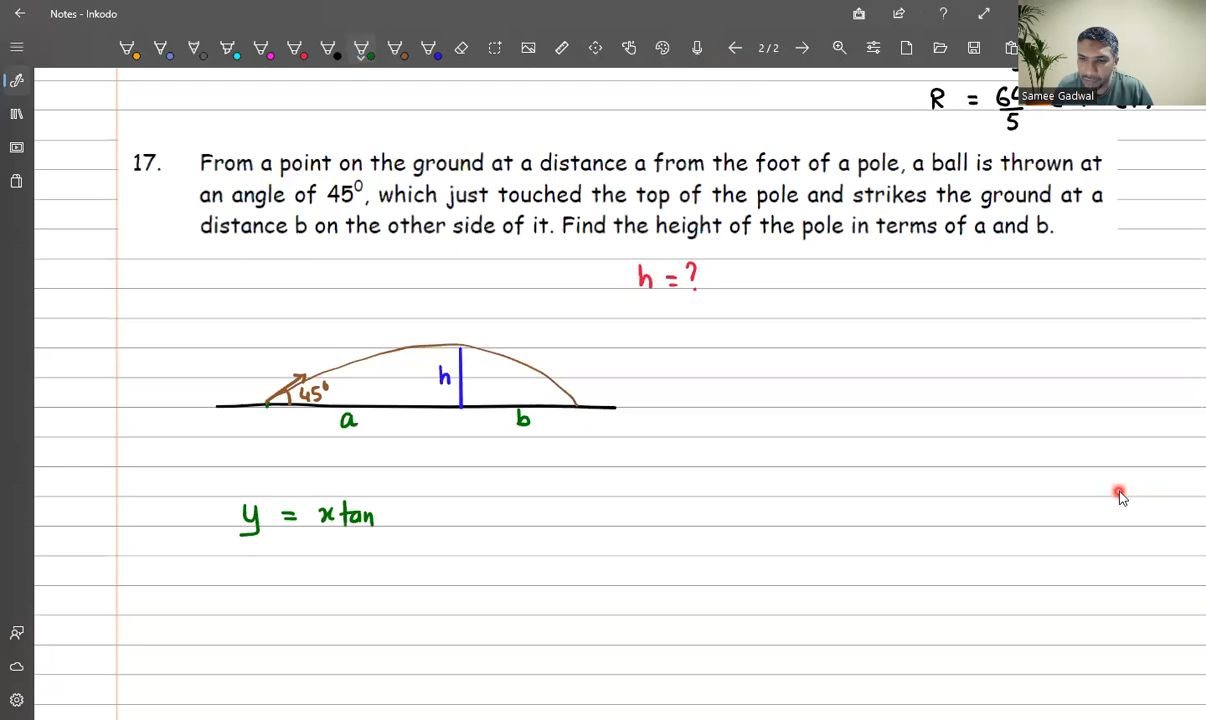 Notes - Inkodo
2/2
Samee Gadwal
R = 64
5
17. From a point on the ground at a distance a from the foot of a pole, a ball is thrown at
an angle of 45⁰, which just touched the top of the pole and strikes the ground at a
distance b on the other side of it. Find the height of the pole in terms of a and b.
h = ?
h
45⁰
a
b
y = x tan